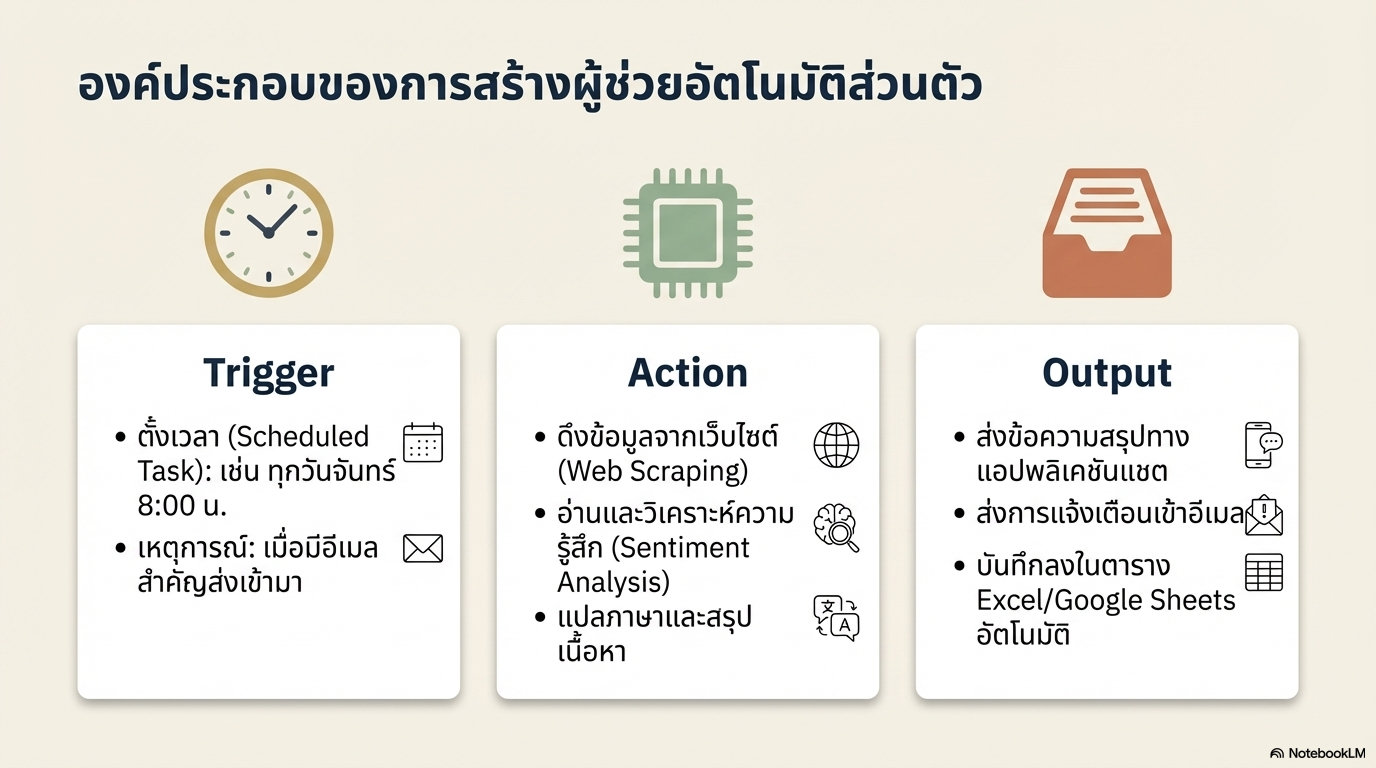 องค์ประกอบของการสร้างผู้ช่วยอัตโนมัติส่วนตัว
Trigger
• ตั้งเวลา (Scheduled
Task): เช่น ทุกวันจันทร์
8:00 น.
• เหตุการณ์: เมื่อมีอีเมล
สำคัญส่งเข้ามา
Action
• ดึงข้อมูลจากเว็บไซต์
(Web Scraping)
• อ่านและวิเคราะห์ความ
รู้สึก (Sentiment
Analysis)
• แปลภาษาและสรุป
เนื้อหา
文
A
Output
• ส่งข้อความสรุปทาง
แอปพลิเคชันแชต
• ส่งการแจ้งเตือนเข้าอีเมล
• บันทึกลงในตาราง
Excel/Google Sheets
อัตโนมัติ
NotebookLM